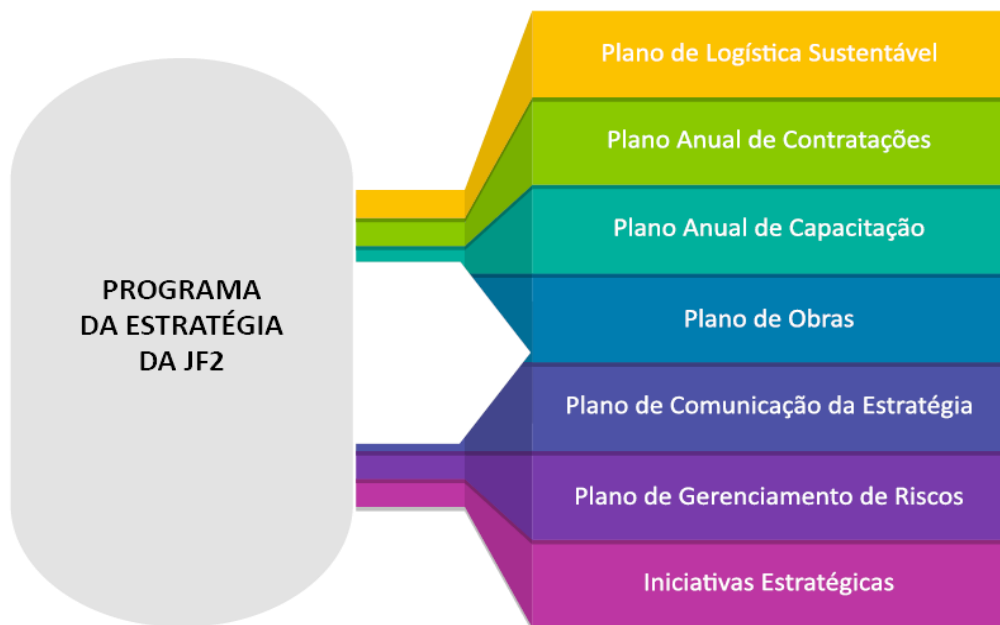 PROGRAMA
DA ESTRATÉGIA
DA JF2
Plano de Logística Sustentável
Plano Anual de Contratações
Plano Anual de Capacitação
Plano de Obras
Plano de Comunicação da Estratégia
Plano de Gerenciamento de Riscos
Iniciativas Estratégicas